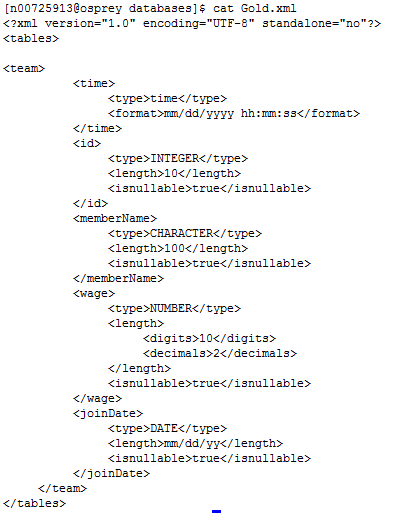 [n00725913@osprey databases]$ cat Gold.xml
<?xml version="1.0" encoding="UTF-8" standalone="no"?>
<tables>
<team>
<time>
<type>time</type>
<format>mm/dd/yyyy hh:mm:ss</format>
</time>
<id>
<type>INTEGER</type>
<length>10</length>
<isnullable>true</isnullable>
</id>
<memberName>
<type>CHARACTER</type>
<length>100</length>
<isnullable>true</isnullable>
</memberName>
<wage>
<type>NUMBER</type>
<length>
<digits>10</digits>
<decimals>2</decimals>
</length>
<isnullable>true</isnullable>
</wage>
<joinDate>
<type>DATE</type>
<length>mm/dd/yy</length>
<isnullable>true</isnullable>
</joinDate>
</team>
</tables>